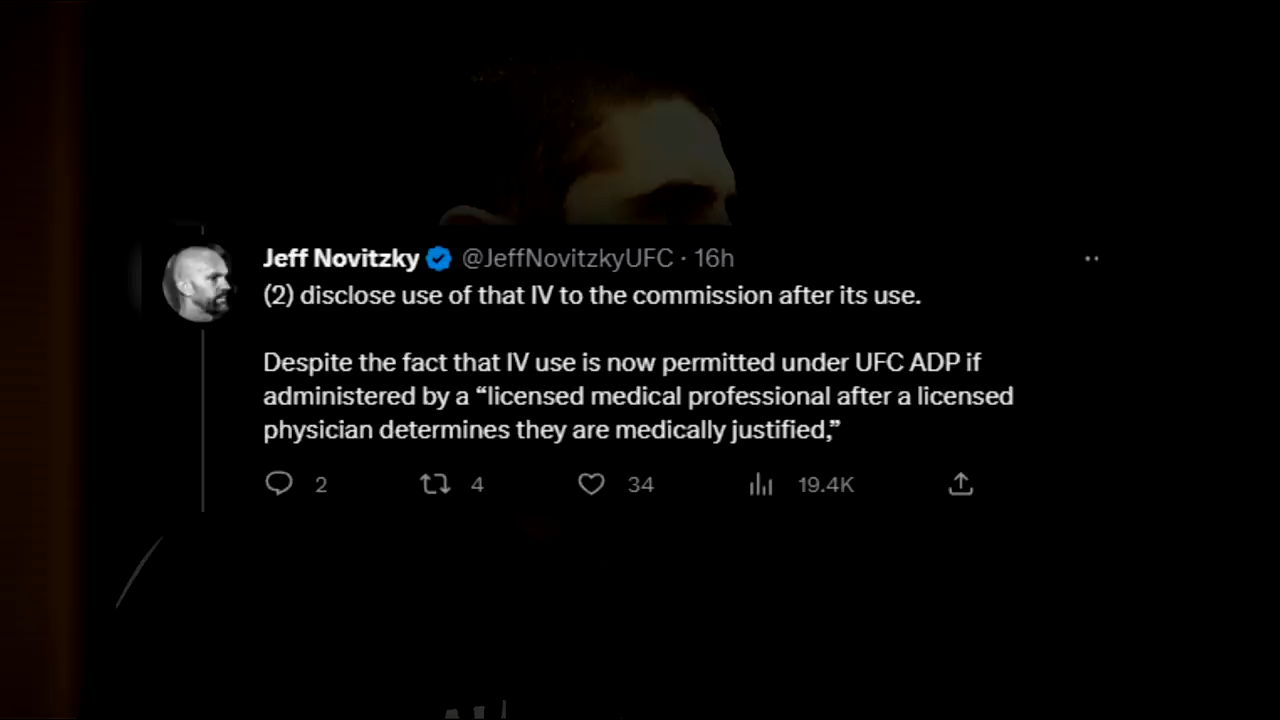 Jeff Novitzky @JeffNovitzkyUFC · 16h
(2) disclose use of that IV to the commission after its use.
Despite the fact that IV use is now permitted under UFC ADP if
administered by a “licensed medical professional after a licensed
physician determines they are medically justified,”
2 4 34 19.4K